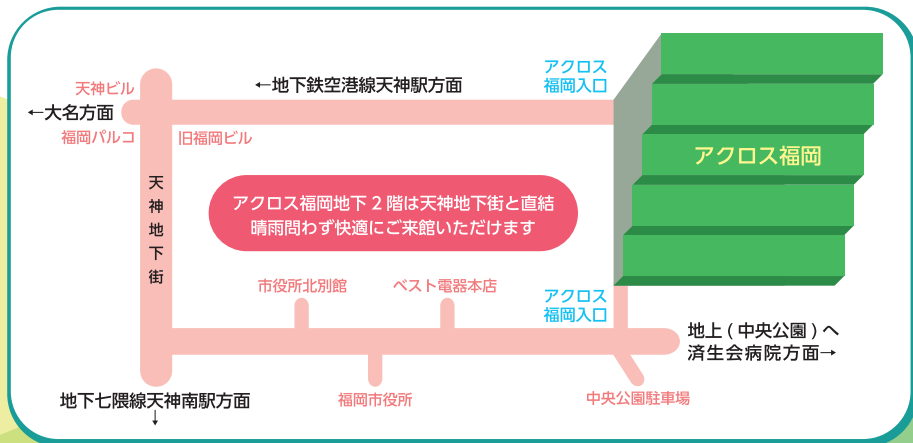 アクロス
福岡入口
←地下鉄空港線天神駅方面
天神ビル
←大名方面
福岡パルコ
旧福岡ビル
アクロス福岡
天神地下街
アクロス福岡地下2階は天神地下街と直結
晴雨問わず快適にご来館いただけます
市役所北別館
ベスト電器本店
アクロス
福岡入口
地上(中央公園)へ
済生会病院方面→
地下七隈線天神南駅方面
↓
福岡市役所
中央公園駐車場